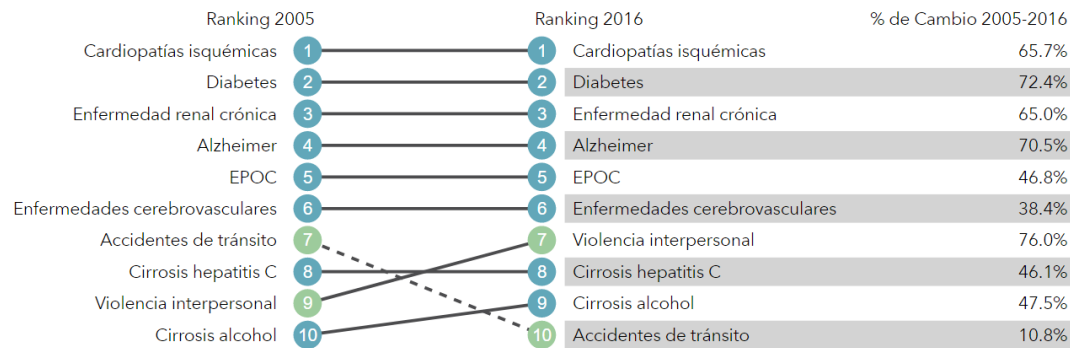 Ranking 2005 Ranking 2016 % de Cambio 2005-2016
Cardiopatías isquémicas 1 1 Cardiopatías isquémicas 65.7%
Diabetes 2 2 Diabetes 72.4%
Enfermedad renal crónica 3 3 Enfermedad renal crónica 65.0%
Alzheimer 4 4 Alzheimer 70.5%
EPOC 5 5 EPOC 46.8%
Enfermedades cerebrovasculares 6 6 Enfermedades cerebrovasculares 38.4%
Accidentes de tránsito 7 7 Violencia interpersonal 76.0%
Cirrosis hepatitis C 8 8 Cirrosis hepatitis C 46.1%
Violencia interpersonal 9 9 Cirrosis alcohol 47.5%
Cirrosis alcohol 10 10 Accidentes de tránsito 10.8%